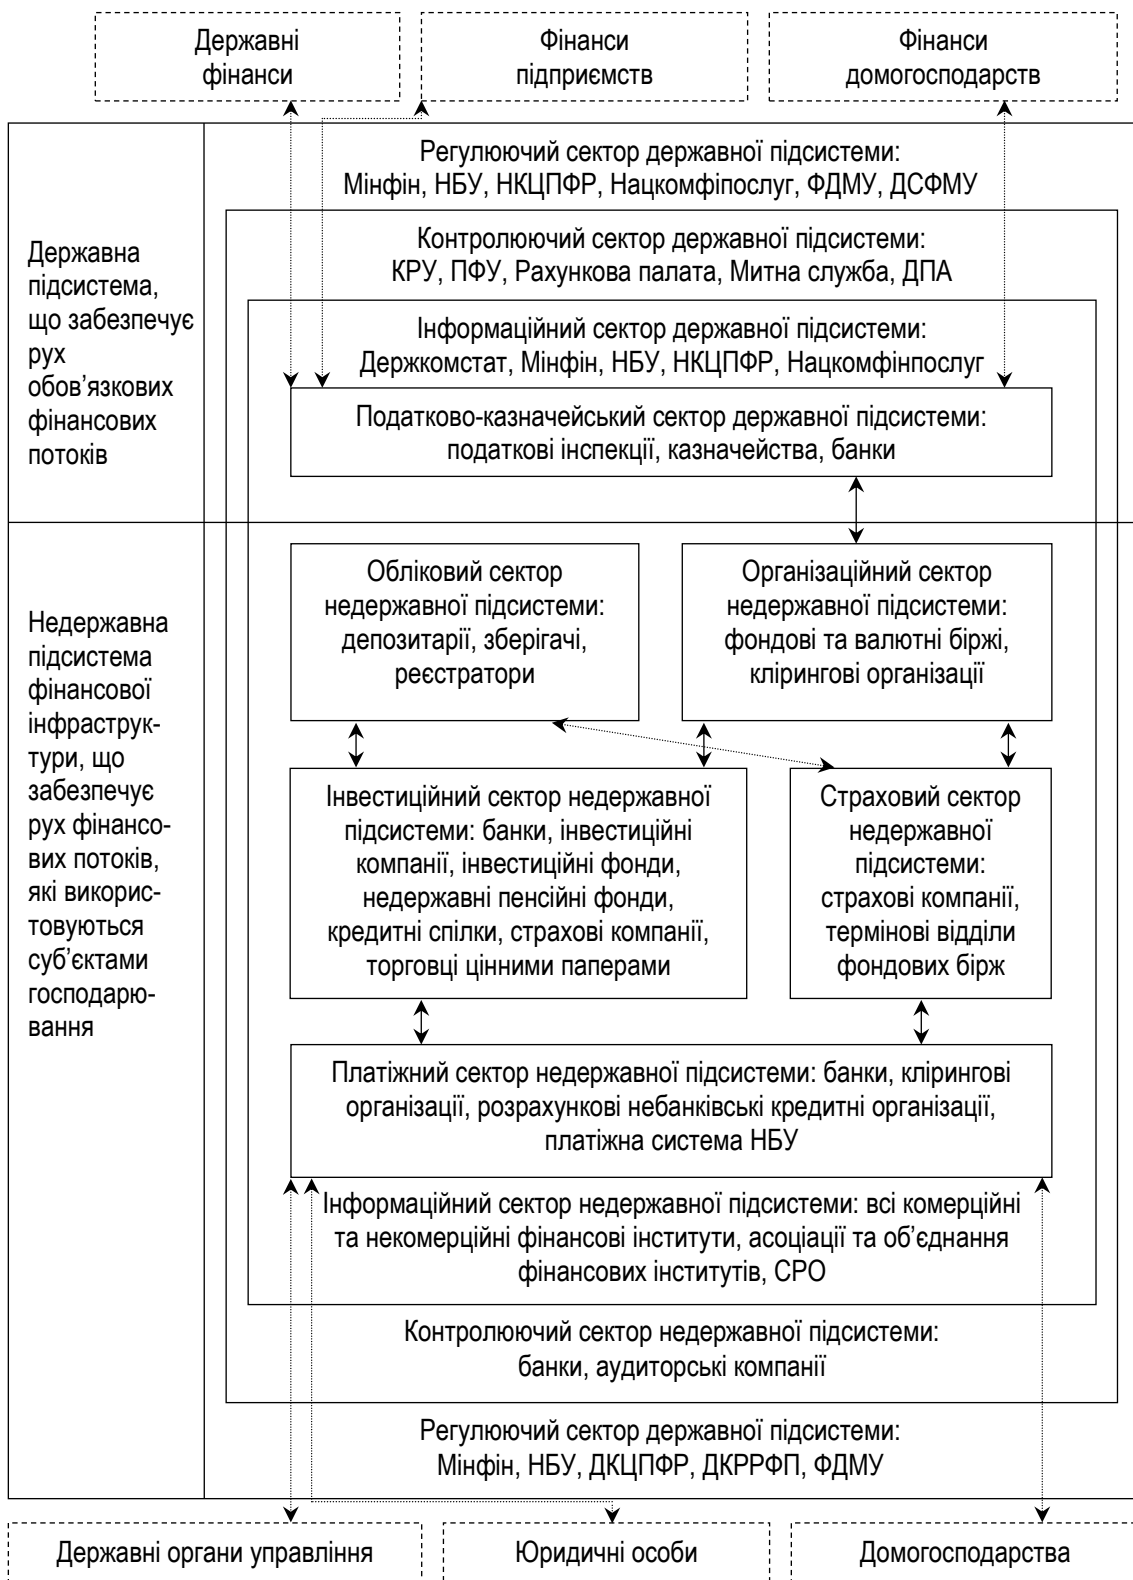 Державні
фінанси
Фінанси
підприємств
Фінанси
домогосподарств
Регулюючий сектор державної підсистеми:
Мінфін, НБУ, НКЦПФР, Нацкомфіпослуг, ФДМУ, ДСФМУ
Контролюючий сектор державної підсистеми:
КРУ, ПФУ, Рахункова палата, Митна служба, ДПА
Державна
підсистема,
що забезпечує
рух
обов’язкових
фінансових
потоків
Інформаційний сектор державної підсистеми:
Держкомстат, Мінфін, НБУ, НКЦПФР, Нацкомфінпослуг
Податково-казначейський сектор державної підсистеми:
податкові інспекції, казначейства, банки
Недержавна
підсистема
фінансової
інфраструк-
тури, що
забезпечує
рух фінансо-
вих потоків,
які викорис-
товуються
суб’єктами
господарю-
вання
Обліковий сектор
недержавної підсистеми:
депозитарії, зберігачі,
реєстратори
Організаційний сектор
недержавної підсистеми:
фондові та валютні біржі,
клірингові організації
Інвестиційний сектор недержавної
підсистеми: банки, інвестиційні
компанії, інвестиційні фонди,
недержавні пенсійні фонди,
кредитні спілки, страхові компанії,
торговці цінними паперами
Страховий сектор
недержавної
підсистеми:
страхові компанії,
термінові відділи
фондових бірж
Платіжний сектор недержавної підсистеми: банки, клірингові
організації, розрахункові небанківські кредитні організації,
платіжна система НБУ
Інформаційний сектор недержавної підсистеми: всі комерційні
та некомерційні фінансові інститути, асоціації та об’єднання
фінансових інститутів, СРО
Контролюючий сектор недержавної підсистеми:
банки, аудиторські компанії
Регулюючий сектор державної підсистеми:
Мінфін, НБУ, ДКЦПФР, ДКРРФП, ФДМУ
Державні органи управління
Юридичні особи
Домогосподарства